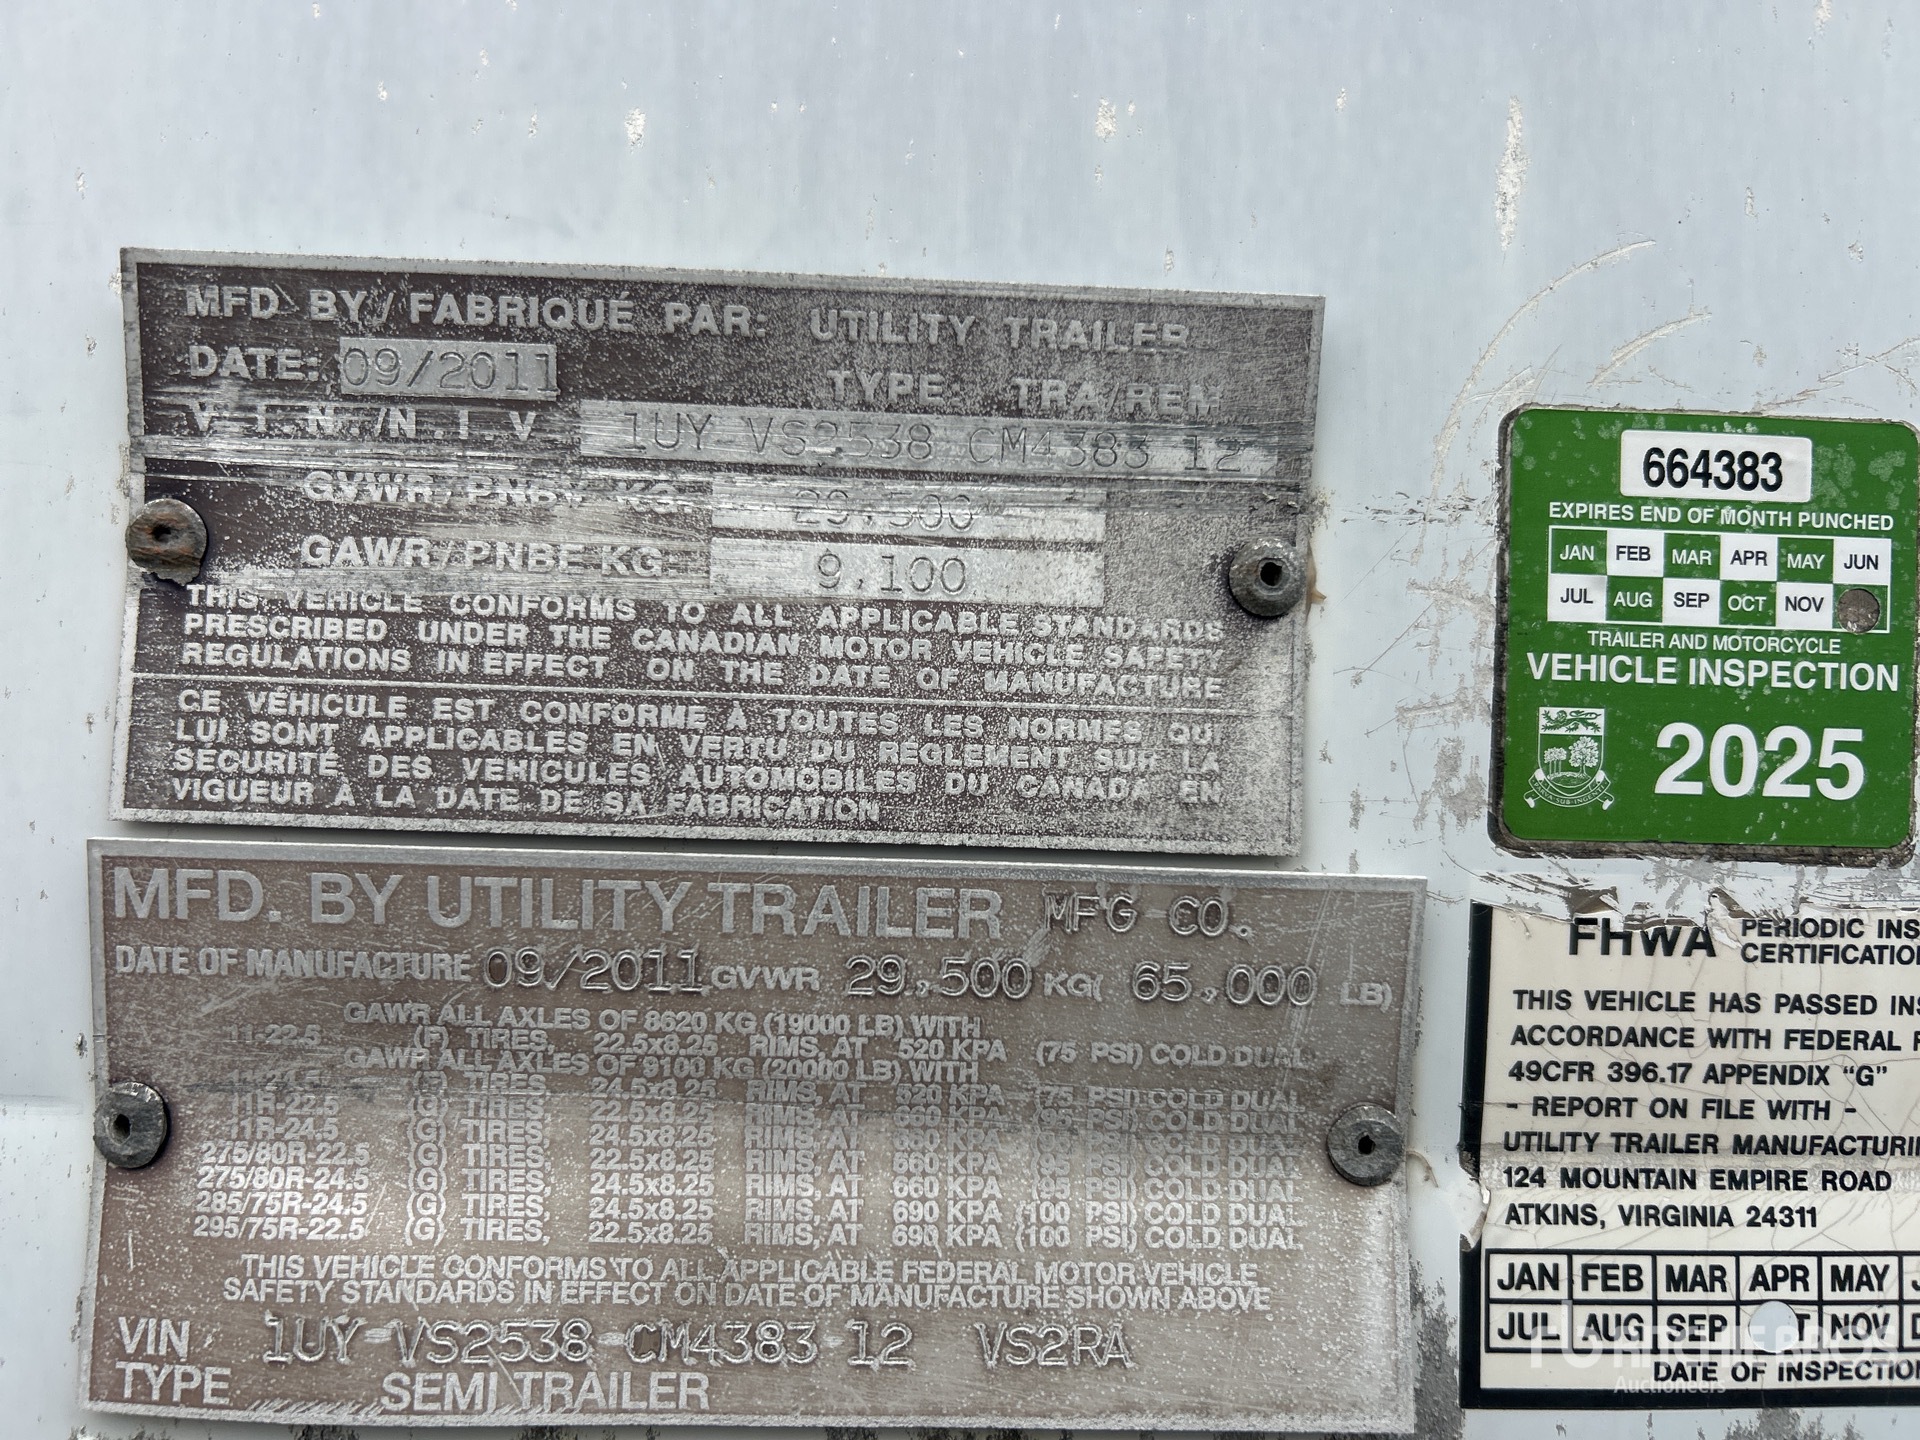 MFD BY/FABRIQUÉ PAR: UTILITY TRAILER
DATE: 09/2011
TYPE: TRA/REM
V.I.N./N.I.V 1UY VS2538 CM4383 12
GVWR/PNBV KG. 29,500
GAWR/PNBE KG. 9,100
THIS VEHICLE CONFORMS TO ALL APPLICABLE STANDARDS
PRESCRIBED UNDER THE CANADIAN MOTOR VEHICLE SAFETY
REGULATIONS IN EFFECT ON THE DATE OF MANUFACTURE
CE VÉHICULE EST CONFORME À TOUTES LES NORMES QUI
LUI SONT APPLICABLES EN VERTU DU RÈGLEMENT SUR LA
SÉCURITÉ DES VÉHICULES AUTOMOBILES DU CANADA EN
VIGUEUR À LA DATE DE SA FABRICATION
MFD. BY UTILITY TRAILER MFG CO.
DATE OF MANUFACTURE 09/2011 GVWR 29,500 KG( 65,000 LB)
GAWR ALL AXLES OF 8620 KG (19000 LB) WITH
11-22.5 (F) TIRES, 22.5x8.25 RIMS, AT 520 KPA (75 PSI) COLD DUAL
GAWR ALL AXLES OF 9100 KG (20000 LB) WITH
11-24.5 (F) TIRES, 24.5x8.25 RIMS, AT 520 KPA (75 PSI) COLD DUAL
11R-22.5 (G) TIRES, 22.5x8.25 RIMS, AT 660 KPA (95 PSI) COLD DUAL
11R-24.5 (G) TIRES, 24.5x8.25 RIMS, AT 660 KPA (95 PSI) COLD DUAL
275/80R-22.5 (G) TIRES, 22.5x8.25 RIMS, AT 660 KPA (95 PSI) COLD DUAL
275/80R-24.5 (G) TIRES, 24.5x8.25 RIMS, AT 660 KPA (95 PSI) COLD DUAL
285/75R-24.5 (G) TIRES, 24.5x8.25 RIMS, AT 690 KPA (100 PSI) COLD DUAL
295/75R-22.5 (G) TIRES, 22.5x8.25 RIMS, AT 690 KPA (100 PSI) COLD DUAL
THIS VEHICLE CONFORMS TO ALL APPLICABLE FEDERAL MOTOR VEHICLE
SAFETY STANDARDS IN EFFECT ON DATE OF MANUFACTURE SHOWN ABOVE
VIN 1UY VS2538 CM4383 12 VS2RA
TYPE SEMI TRAILER
664383
EXPIRES END OF MONTH PUNCHED
JAN FEB MAR APR MAY JUN
JUL AUG SEP OCT NOV
TRAILER AND MOTORCYCLE
VEHICLE INSPECTION
2025
PARVA SUB INGENTI
FHWA PERIODIC INS
CERTIFICATION
THIS VEHICLE HAS PASSED INS
ACCORDANCE WITH FEDERAL
49CFR 396.17 APPENDIX "G"
- REPORT ON FILE WITH -
UTILITY TRAILER MANUFACTURIN
124 MOUNTAIN EMPIRE ROAD
ATKINS, VIRGINIA 24311
JAN FEB MAR APR MAY J
JUL AUG SEP T NOV D
DATE OF INSPECTION
RITCHIE BROS
Auctioneers